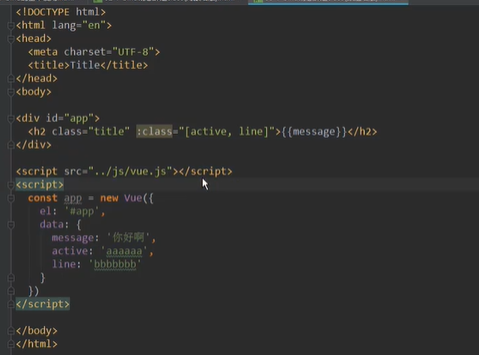 <!DOCTYPE html>
<html lang="en">
<head>
  <meta charset="UTF-8">
  <title>Title</title>
</head>
<body>

<div id="app">
  <h2 class="title" :class="[active, line]">{{message}}</h2>
</div>

<script src="../js/vue.js"></script>
<script>
  const app = new Vue({
    el: '#app',
    data: {
      message: '你好啊',
      active: 'aaaaaa',
      line: 'bbbbbbb'
    }
  })
</script>

</body>
</html>